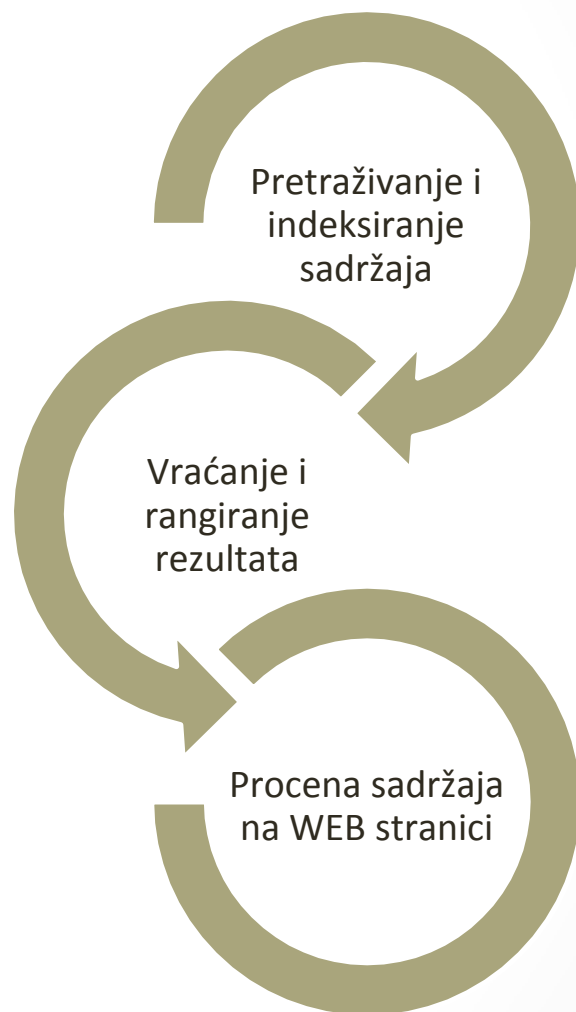 Pretraživanje i
indeksiranje
sadržaja
Vraćanje i
rangiranje
rezultata
Procena sadržaja
na WEB stranici